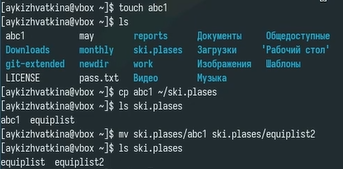 [aykizhvatkina@vbox ~]$ touch abc1
[aykizhvatkina@vbox ~]$ ls
abc1 may reports Документы Общедоступные
Downloads monthly ski.plases Загрузки 'Рабочий стол'
git-extended newdir work Изображения Шаблоны
LICENSE pass.txt Видео Музыка
[aykizhvatkina@vbox ~]$ cp abc1 ~/ski.plases
[aykizhvatkina@vbox ~]$ ls ski.plases
abc1 equiplist
[aykizhvatkina@vbox ~]$ mv ski.plases/abc1 ski.plases/equiplist2
[aykizhvatkina@vbox ~]$ ls ski.plases
equiplist equiplist2